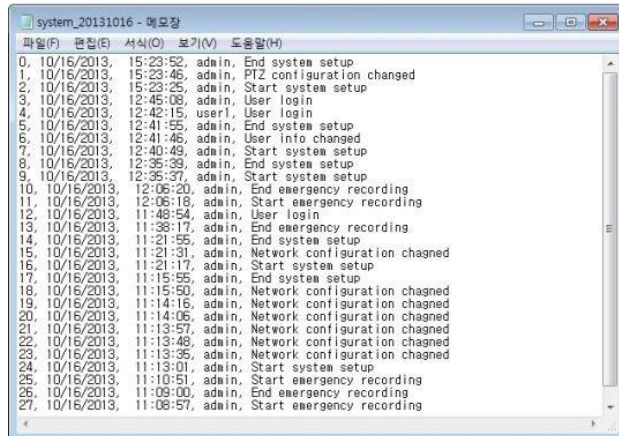 system_20131016 - 메모장
파일(F) 편집(E) 서식(O) 보기(V) 도움말(H)
0, 10/16/2013, 15:23:52, admin, End system setup
1, 10/16/2013, 15:23:46, admin, PTZ configuration changed
2, 10/16/2013, 15:23:25, admin, Start system setup
3, 10/16/2013, 12:45:08, admin, User login
4, 10/16/2013, 12:42:15, user1, User login
5, 10/16/2013, 12:41:55, admin, End system setup
6, 10/16/2013, 12:41:46, admin, User info changed
7, 10/16/2013, 12:40:49, admin, Start system setup
8, 10/16/2013, 12:35:39, admin, End system setup
9, 10/16/2013, 12:35:37, admin, Start system setup
10, 10/16/2013, 12:06:20, admin, End emergency recording
11, 10/16/2013, 12:06:18, admin, Start emergency recording
12, 10/16/2013, 11:48:54, admin, User login
13, 10/16/2013, 11:38:17, admin, End emergency recording
14, 10/16/2013, 11:21:55, admin, End system setup
15, 10/16/2013, 11:21:31, admin, Network configuration chagned
16, 10/16/2013, 11:21:17, admin, Start system setup
17, 10/16/2013, 11:15:55, admin, End system setup
18, 10/16/2013, 11:15:50, admin, Network configuration chagned
19, 10/16/2013, 11:14:16, admin, Network configuration chagned
20, 10/16/2013, 11:14:06, admin, Network configuration chagned
21, 10/16/2013, 11:13:57, admin, Network configuration chagned
22, 10/16/2013, 11:13:48, admin, Network configuration chagned
23, 10/16/2013, 11:13:35, admin, Network configuration chagned
24, 10/16/2013, 11:13:01, admin, Start system setup
25, 10/16/2013, 11:10:51, admin, Start emergency recording
26, 10/16/2013, 11:09:00, admin, End emergency recording
27, 10/16/2013, 11:08:57, admin, Start emergency recording